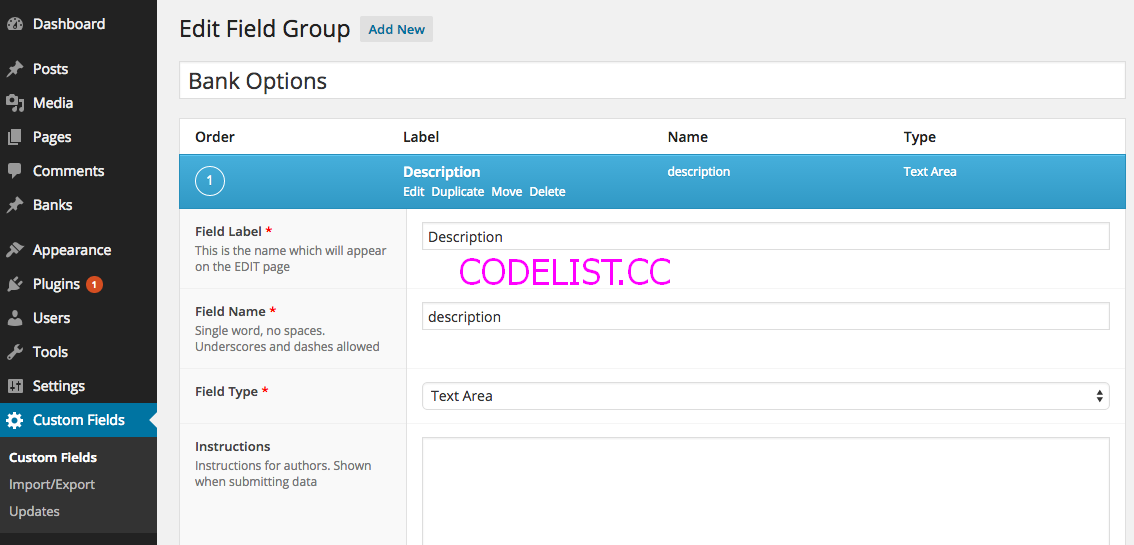 Dashboard
Posts
Media
Pages
Comments
Banks
Appearance
Plugins 1
Users
Tools
Settings
Custom Fields
Custom Fields
Import/Export
Updates
Edit Field Group Add New
Bank Options
Order Label Name Type
1 Description description Text Area
Edit Duplicate Move Delete
Field Label *
This is the name which will appear
on the EDIT page
Description
CODELIST.CC
Field Name *
Single word, no spaces.
Underscores and dashes allowed
description
Field Type *
Text Area
Instructions
Instructions for authors. Shown
when submitting data